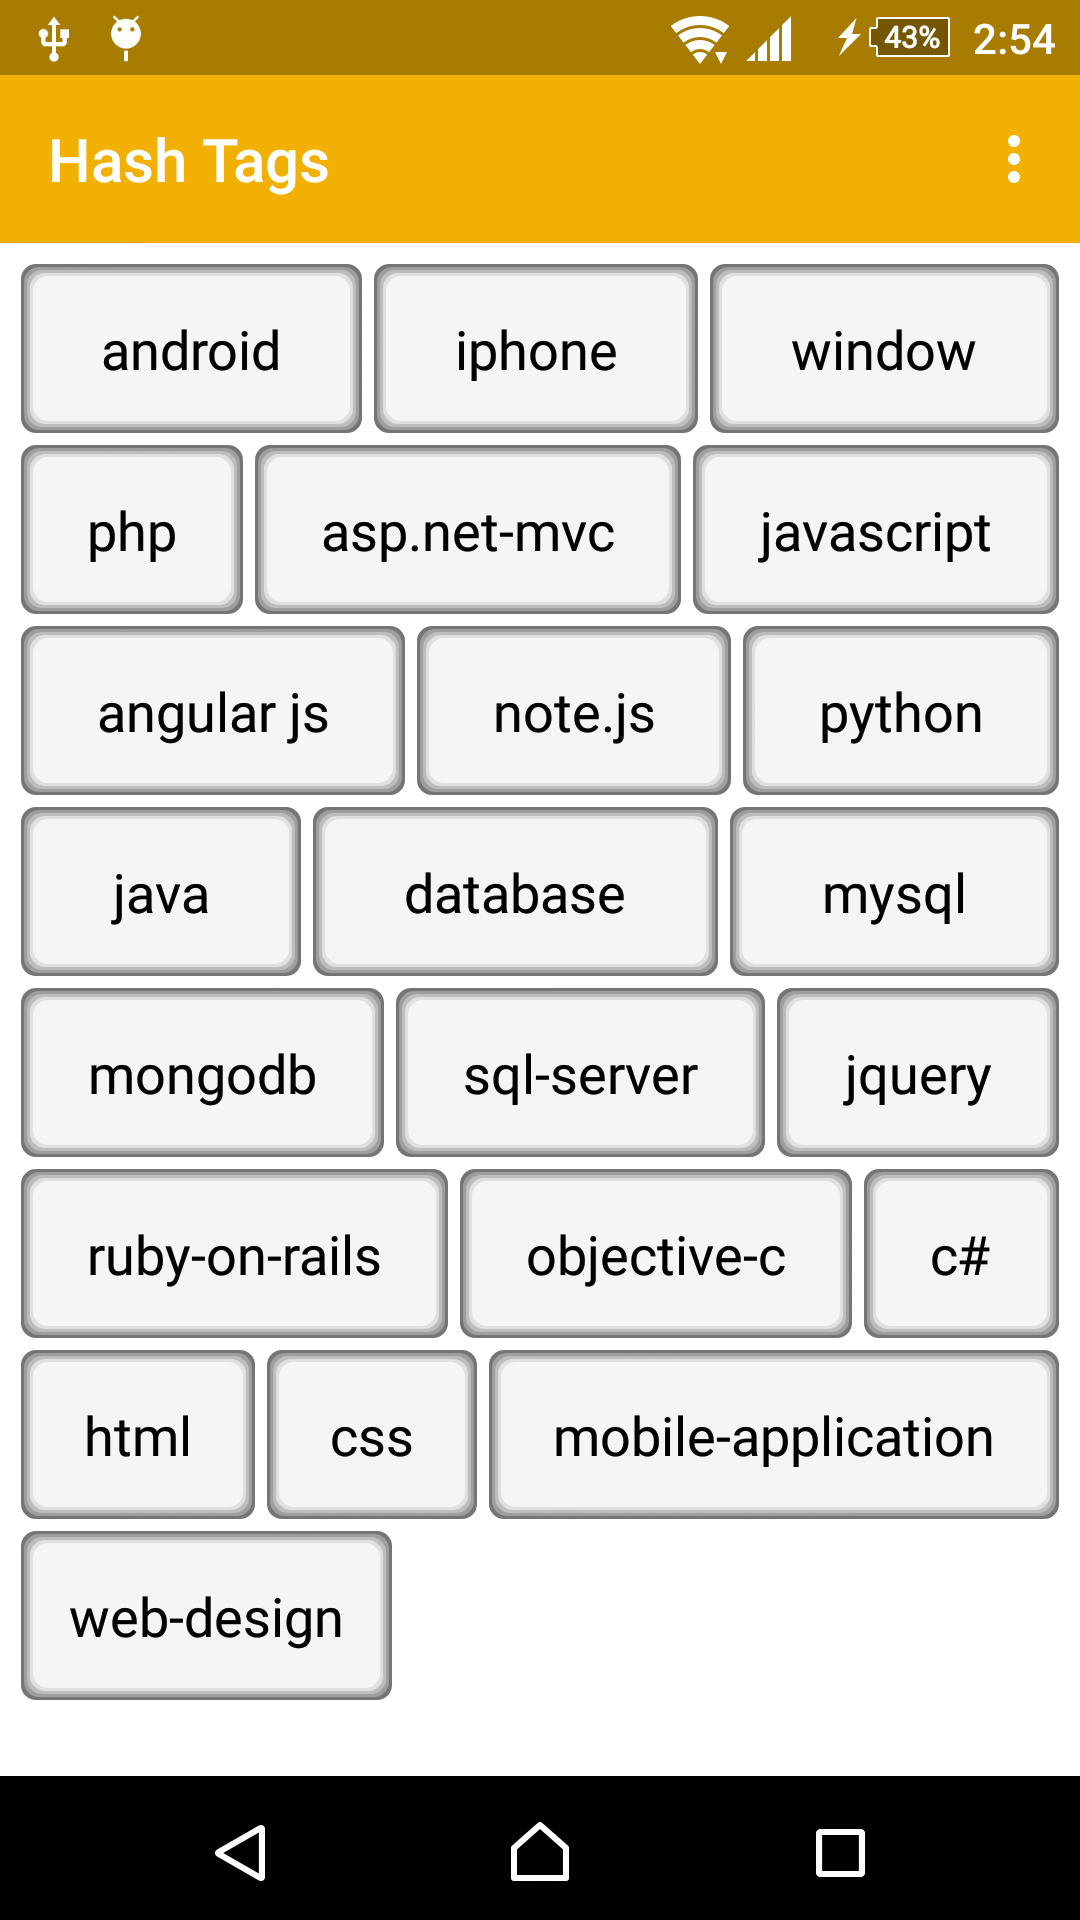 43% 2:54
Hash Tags
android iphone window
php asp.net-mvc javascript
angular js note.js python
java database mysql
mongodb sql-server jquery
ruby-on-rails objective-c c#
html css mobile-application
web-design